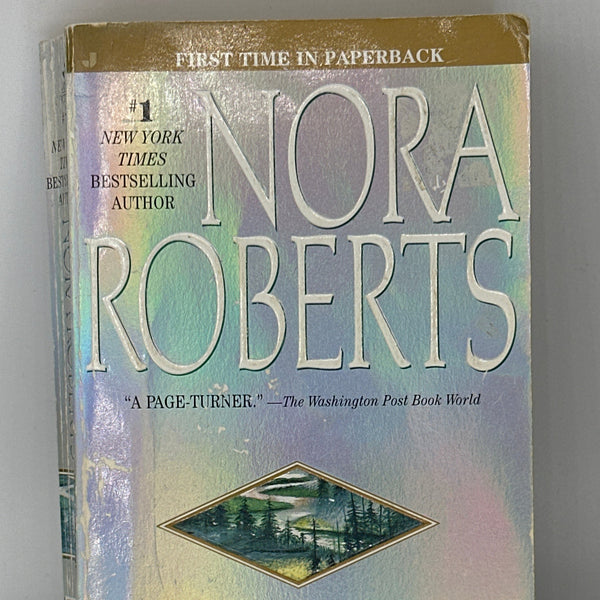 FIRST TIME IN PAPERBACK
#1
NEW YORK
TIMES
BESTSELLING
AUTHOR
NORA
ROBERTS
“A PAGE-TURNER.” —The Washington Post Book World